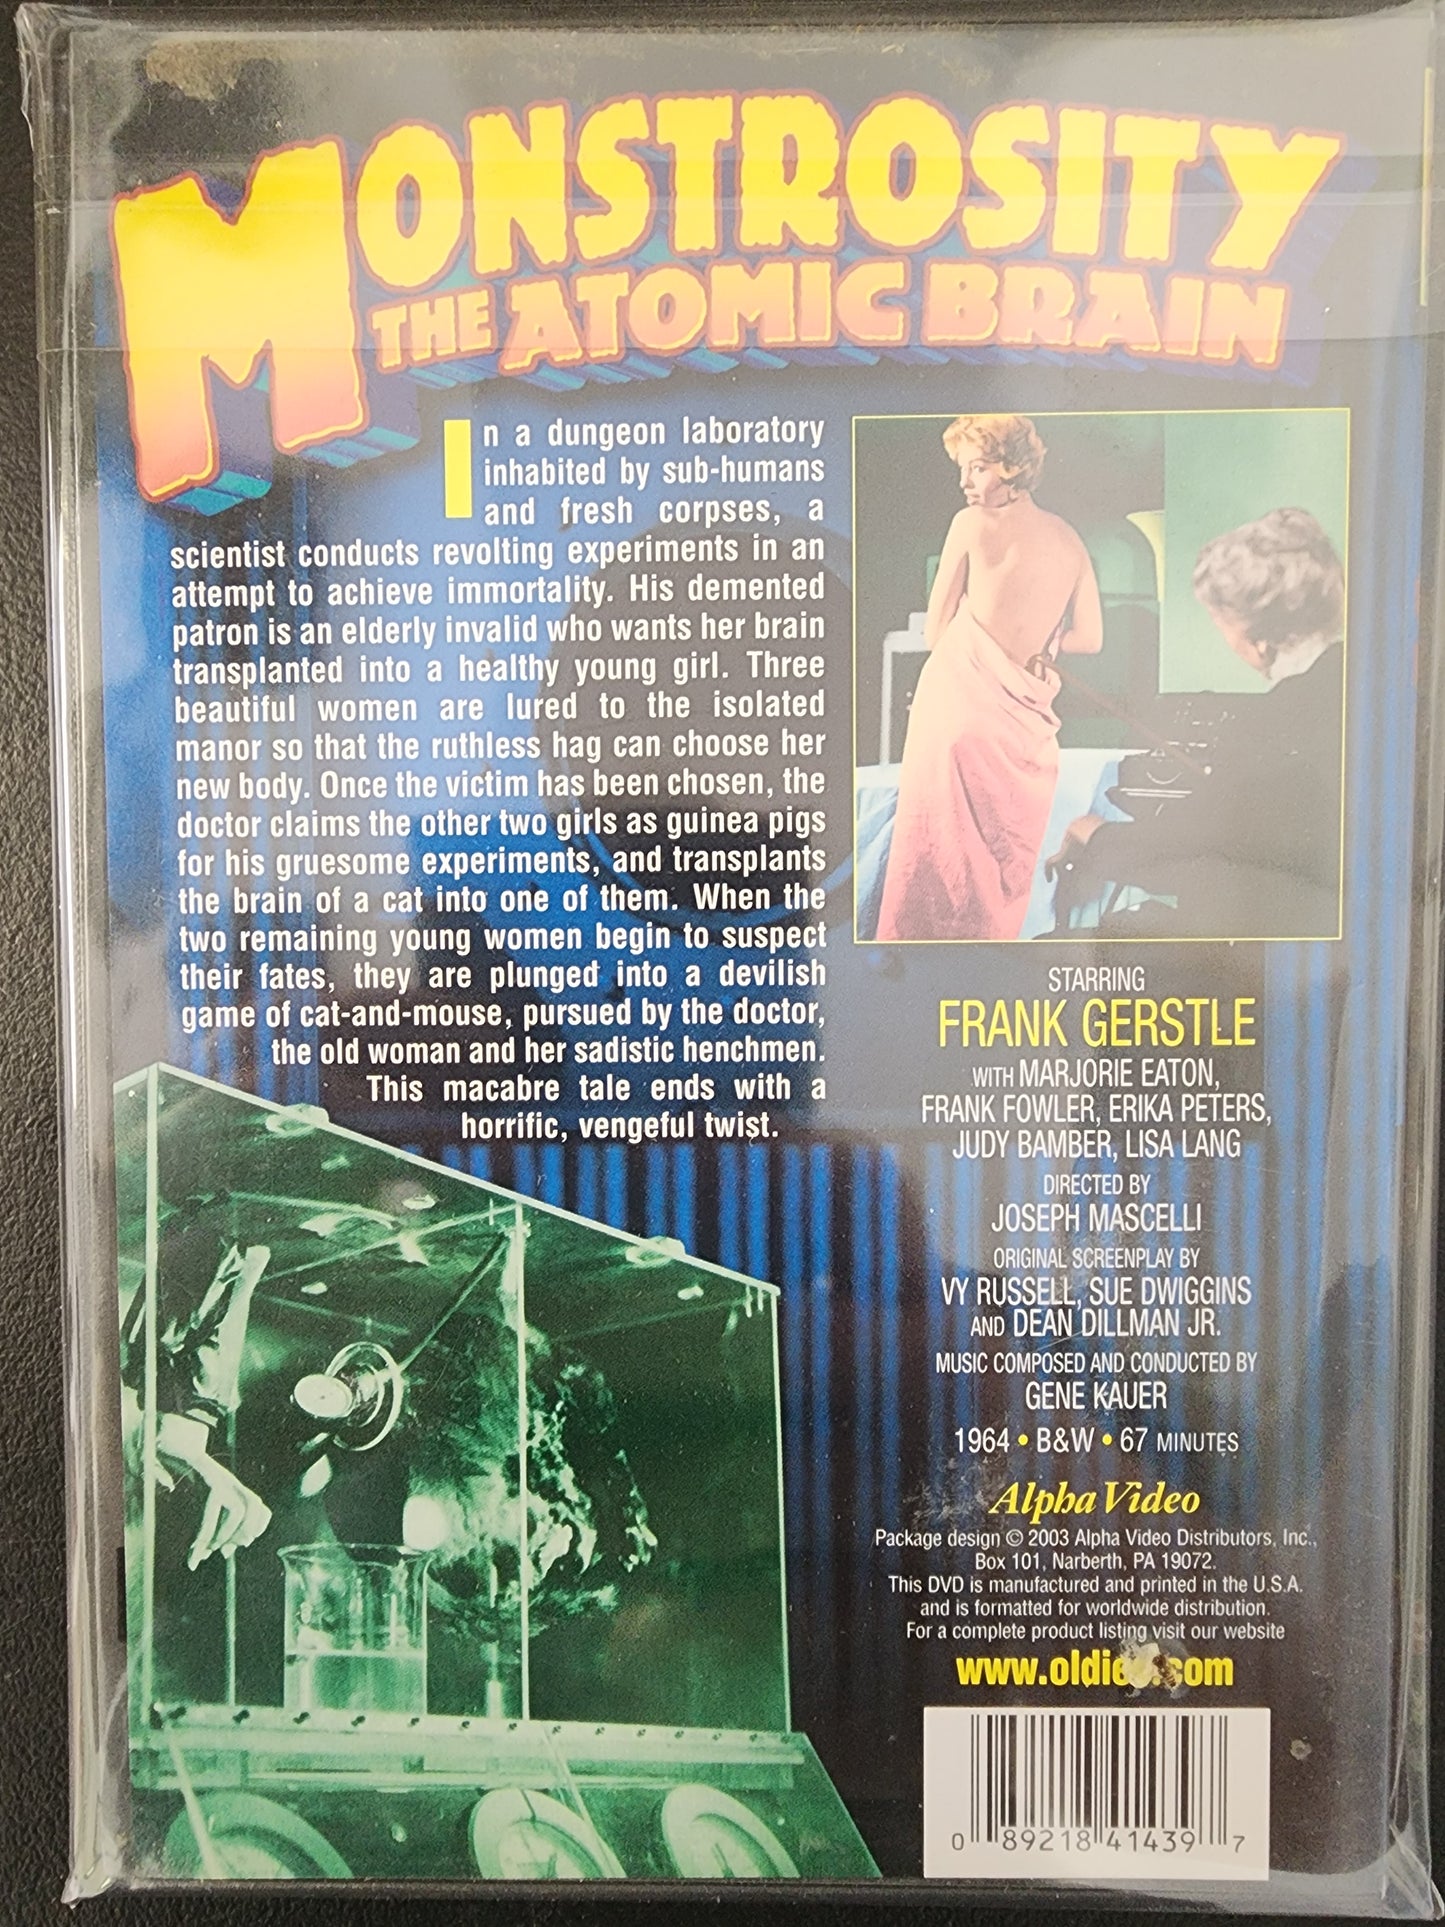 MONSTROSITY
THE ATOMIC BRAIN
In a dungeon laboratory
inhabited by sub-humans
and fresh corpses, a
scientist conducts revolting experiments in an
attempt to achieve immortality. His demented
patron is an elderly invalid who wants her brain
transplanted into a healthy young girl. Three
beautiful women are lured to the isolated
manor so that the ruthless hag can choose her
new body. Once the victim has been chosen, the
doctor claims the other two girls as guinea pigs
for his gruesome experiments, and transplants
the brain of a cat into one of them. When the
two remaining young women begin to suspect
their fates, they are plunged into a devilish
game of cat-and-mouse, pursued by the doctor,
the old woman and her sadistic henchmen.
This macabre tale ends with a
horrific, vengeful twist.
STARRING
FRANK GERSTLE
WITH MARJORIE EATON,
FRANK FOWLER, ERIKA PETERS,
JUDY BAMBER, LISA LANG
DIRECTED BY
JOSEPH MASCELLI
ORIGINAL SCREENPLAY BY
VY RUSSELL, SUE DWIGGINS
AND DEAN DILLMAN JR.
MUSIC COMPOSED AND CONDUCTED BY
GENE KAUER
1964 • B&W • 67 MINUTES
Alpha Video
Package design © 2003 Alpha Video Distributors, Inc.,
Box 101, Narberth, PA 19072.
This DVD is manufactured and printed in the U.S.A.
and is formatted for worldwide distribution.
For a complete product listing visit our website
0 89218 41439 7